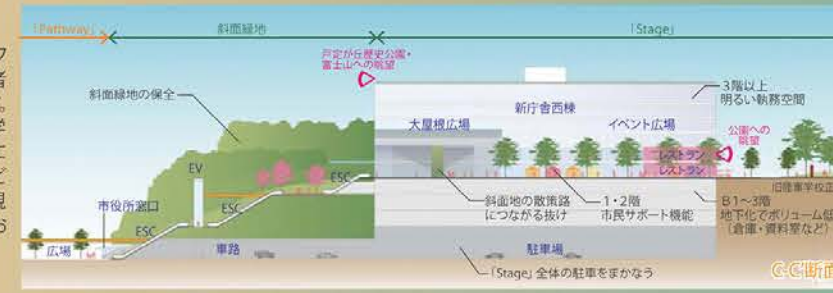 「Pathway」
斜面緑地
「Stage」
戸定が丘歴史公園・
富士山への眺望
斜面緑地の保全
3階以上
明るい執務空間
新庁舎西棟
大屋根広場
イベント広場
公園への
眺望
レストラン
レストラン
EV
ESC
ESC
ESC
市役所窓口
斜面地の散策路
につながる抜け
1・2階
市民サポート機能
旧陸軍学校正
B1～3階
地下化でボリューム低
（倉庫・資料室など）
広場
車路
駐車場
「Stage」全体の駐車をまかなう
C-C'断面